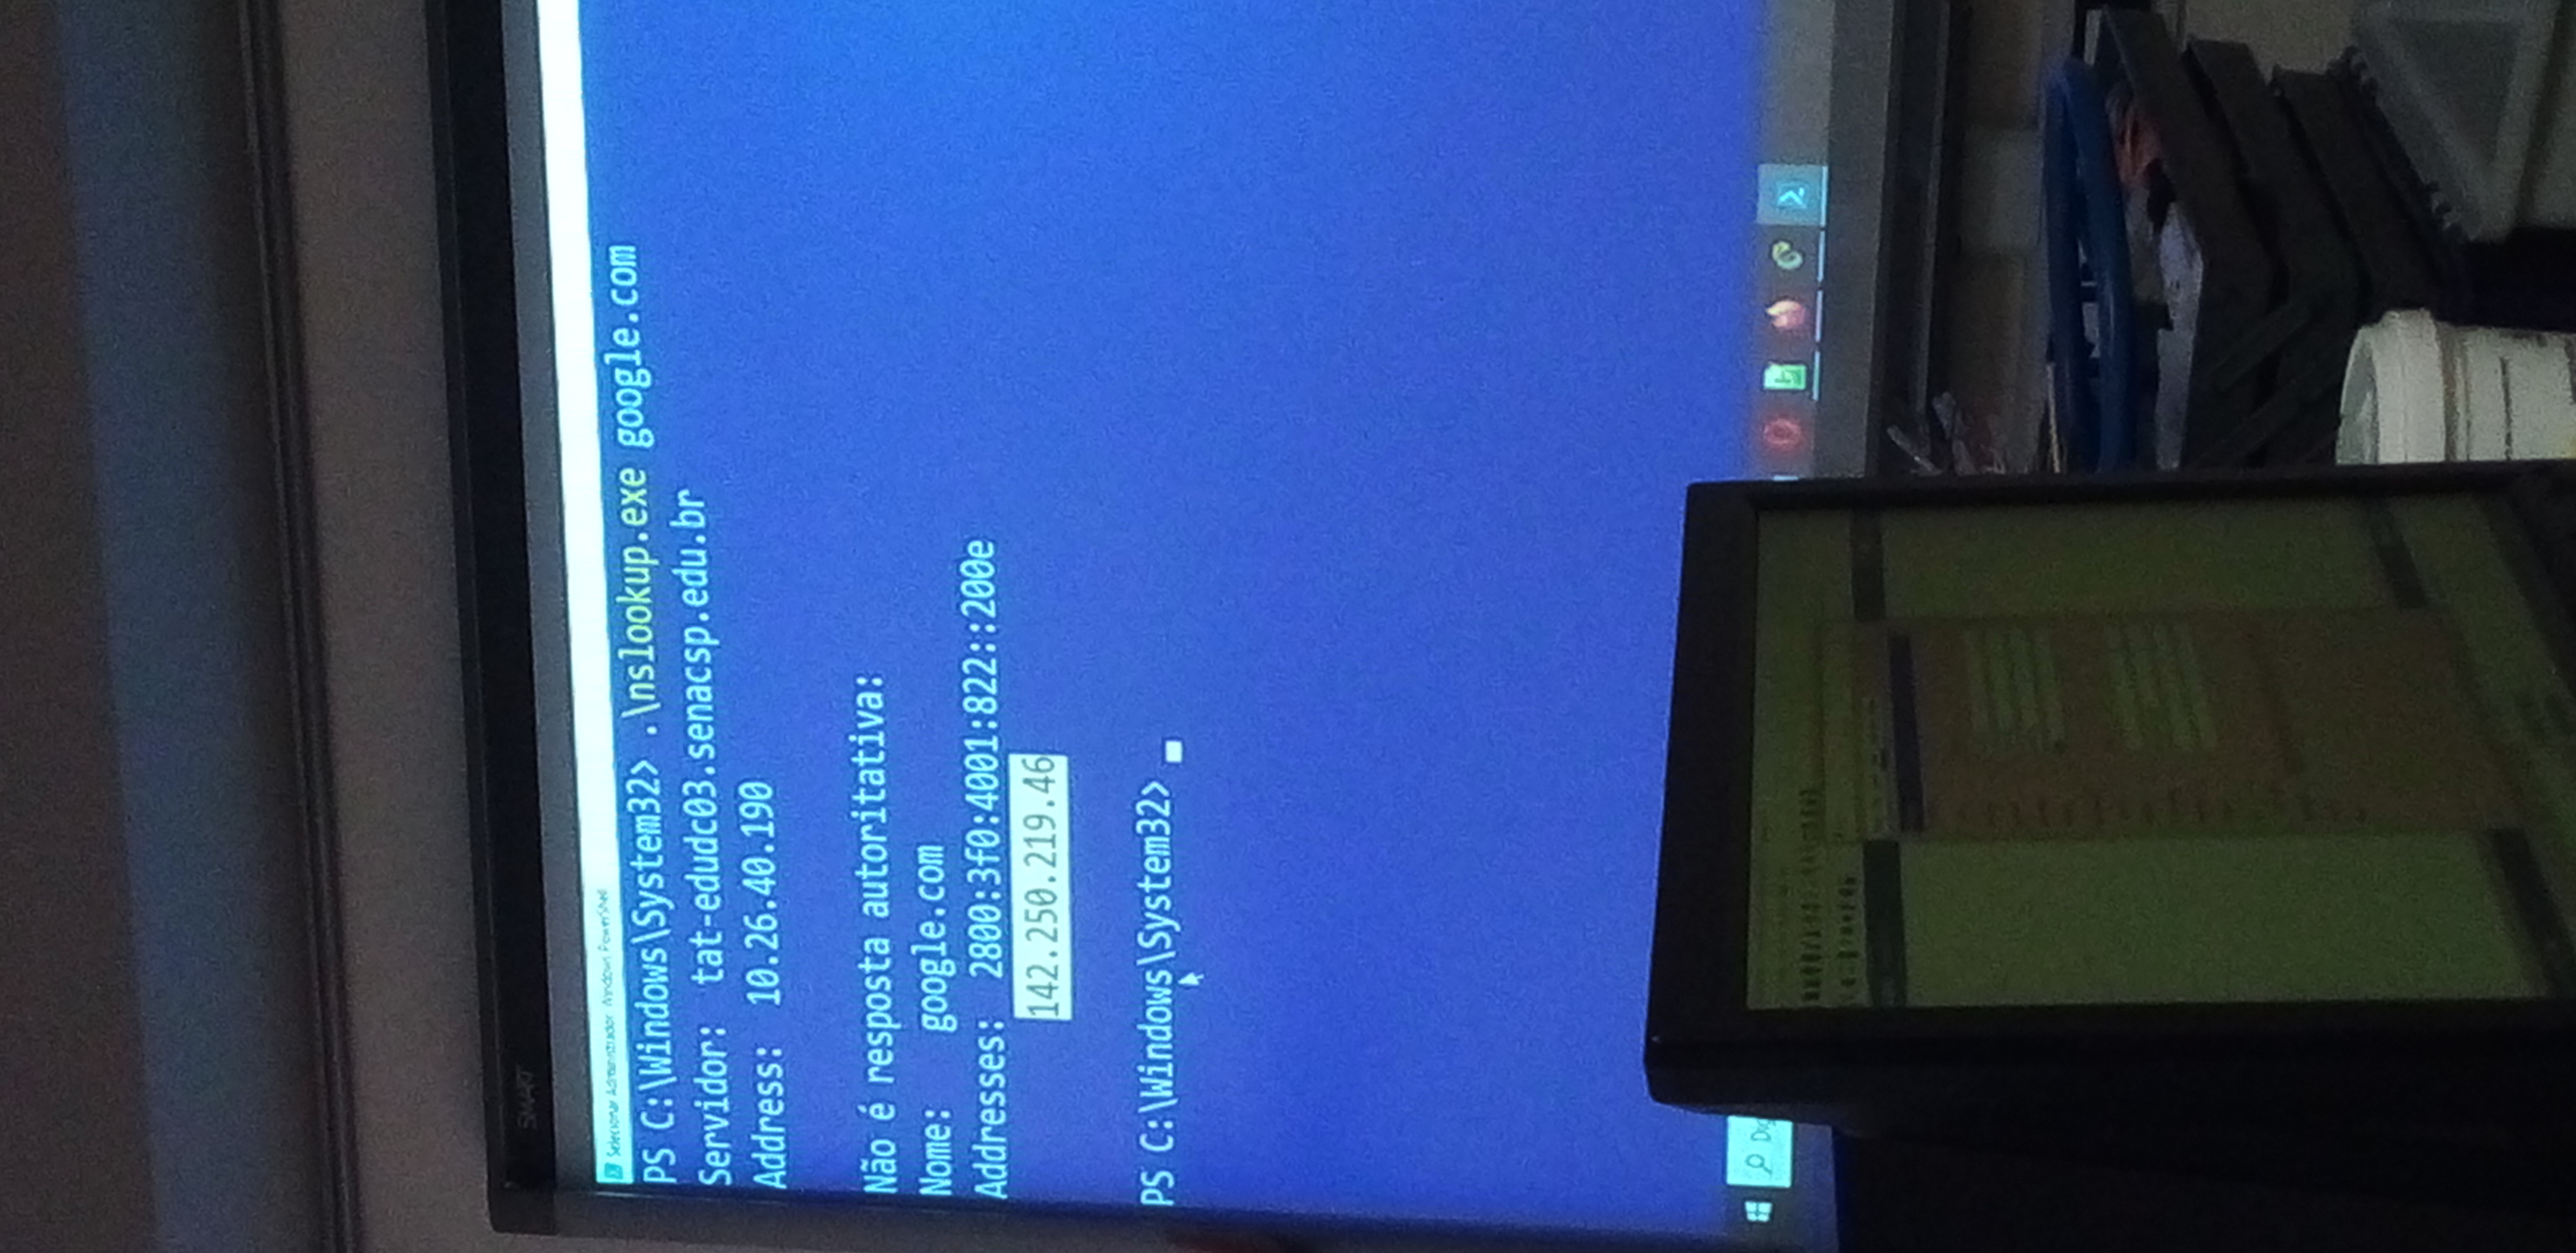 SMART
Selecionar Administrador: Windows PowerShell
PS C:\Windows\System32> .\nslookup.exe google.com
Servidor:  tat-edudc03.senacsp.edu.br
Address:  10.26.40.190
Não é resposta autoritativa:
Nome:    google.com
Addresses:  2800:3f0:4001:822::200e
142.250.219.46
PS C:\Windows\System32>